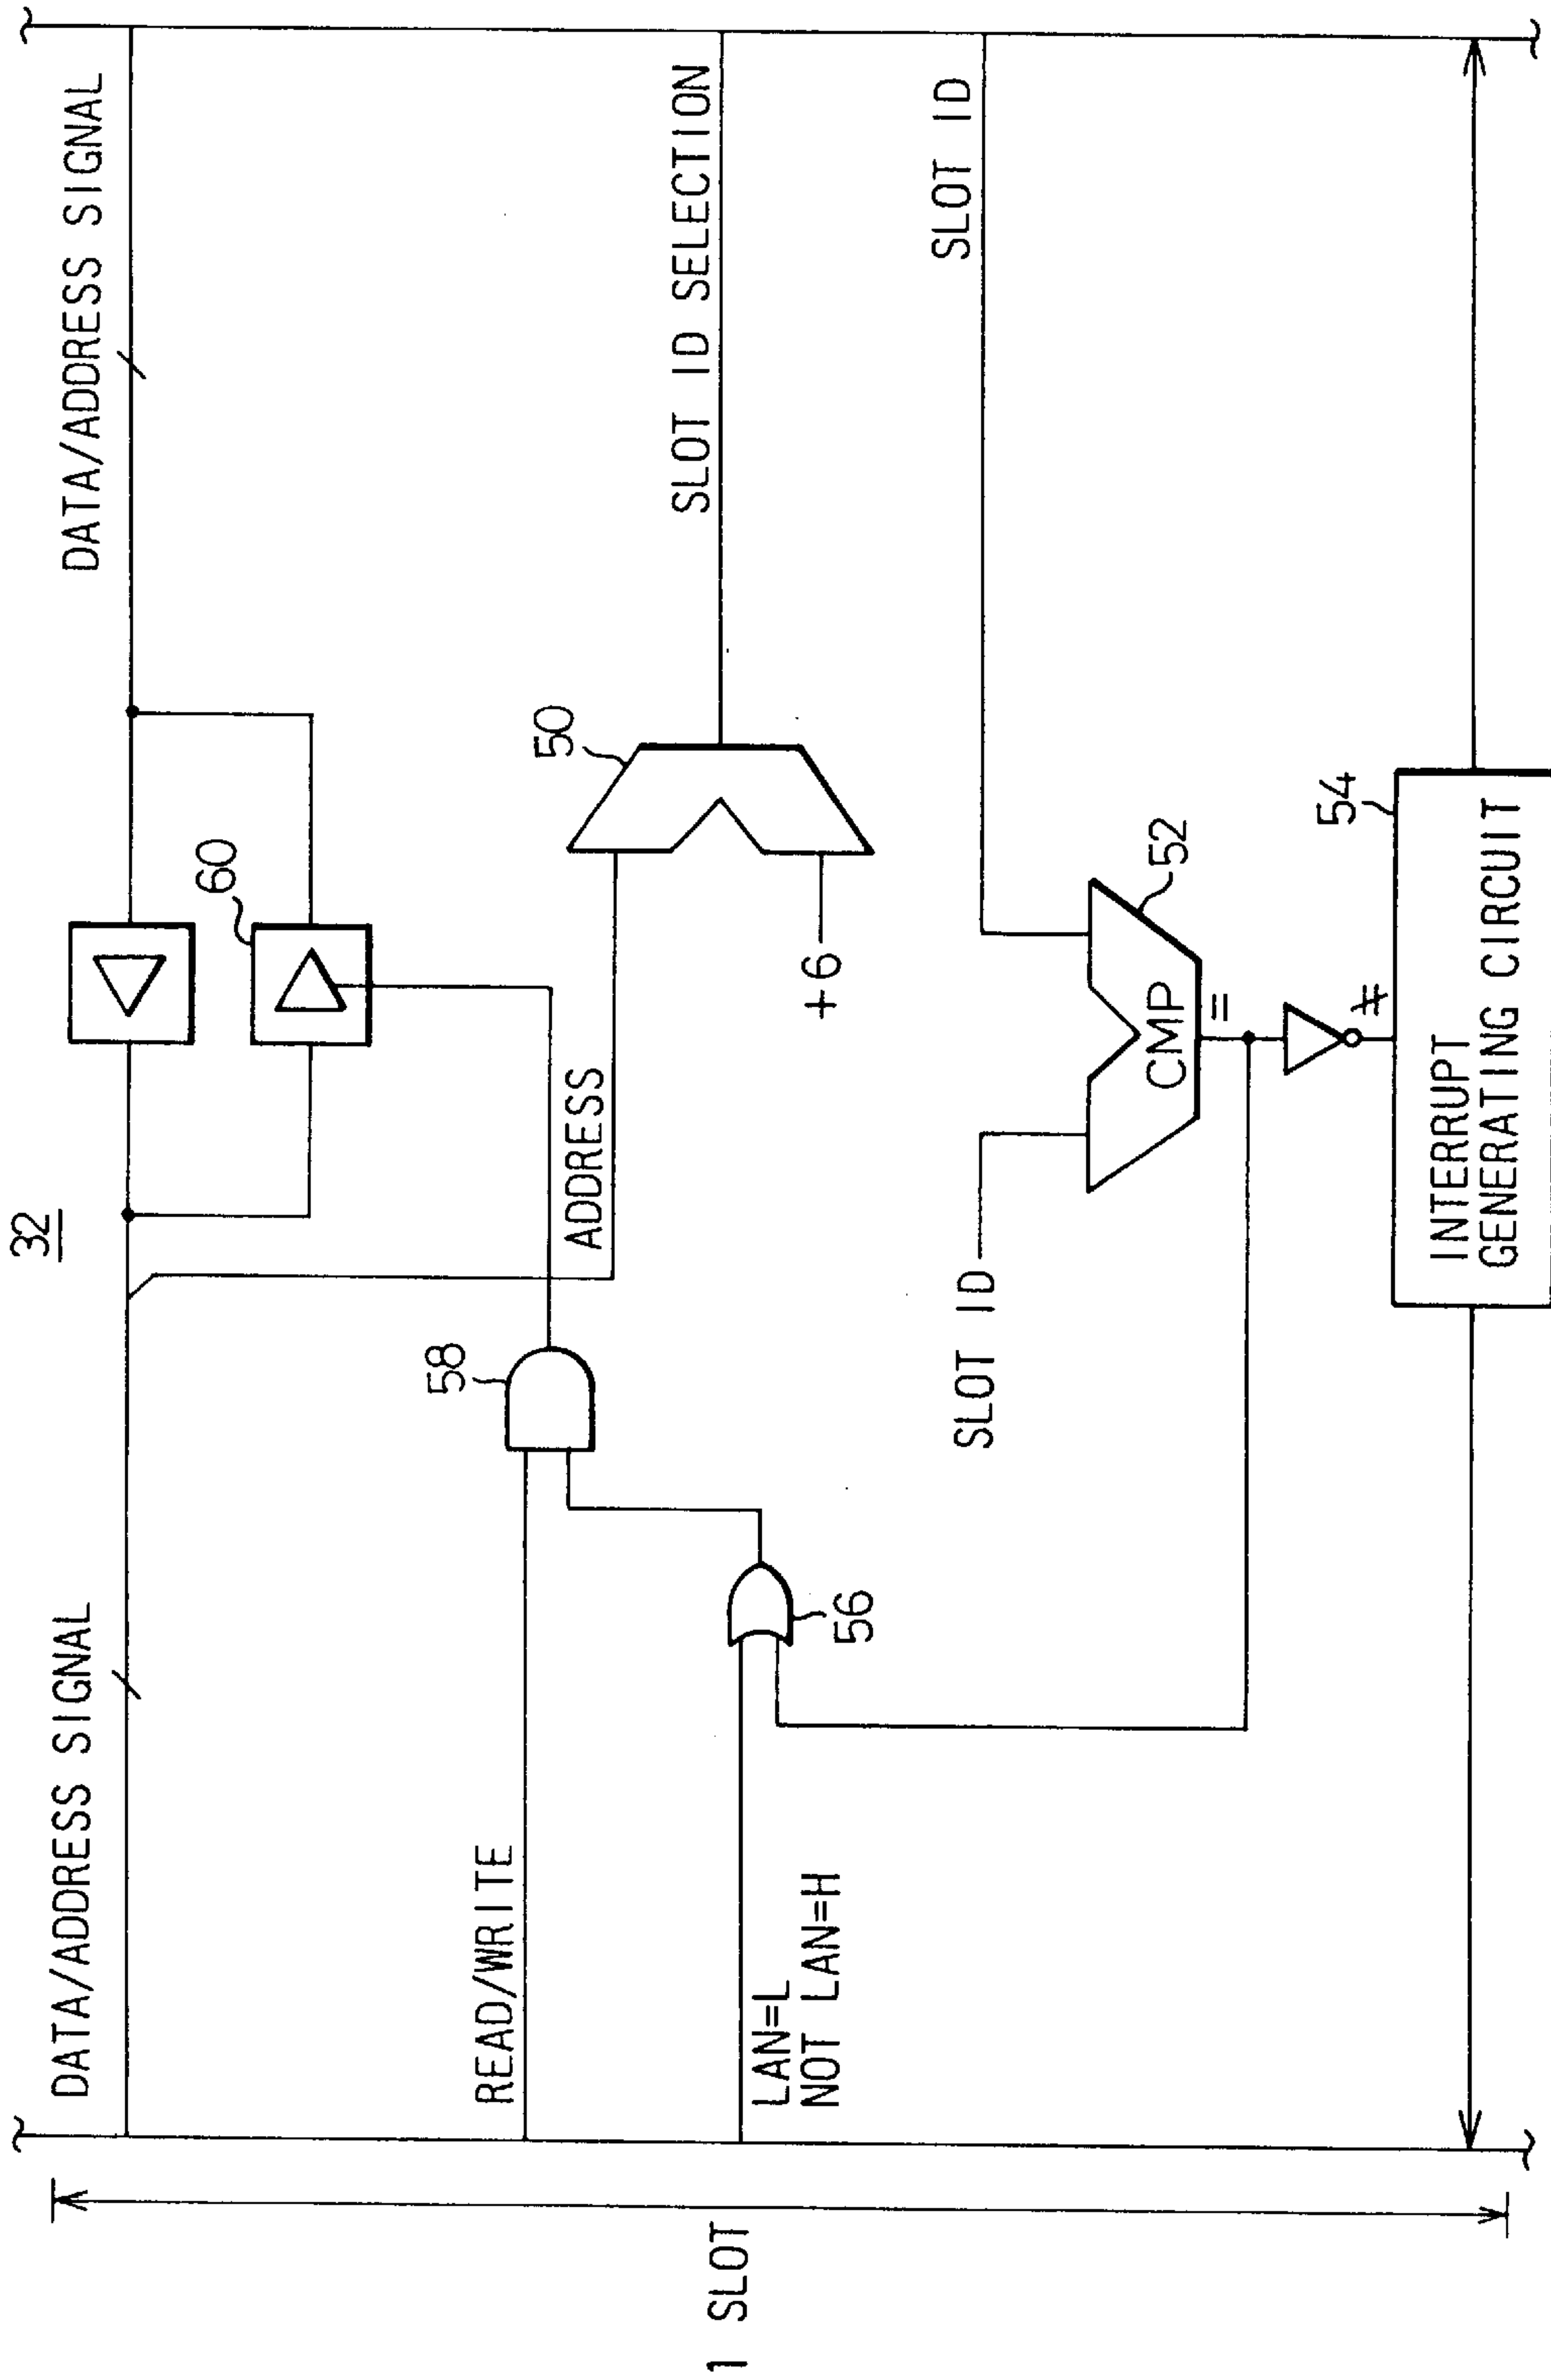 32
DATA/ADDRESS SIGNAL
DATA/ADDRESS SIGNAL
60
58
READ/WRITE
ADDRESS
50
SLOT ID SELECTION
+6
1 SLOT
LAN=L
NOT LAN=H
56
SLOT ID
SLOT ID
52
CMP
=
≠
54
INTERRUPT
GENERATING CIRCUIT